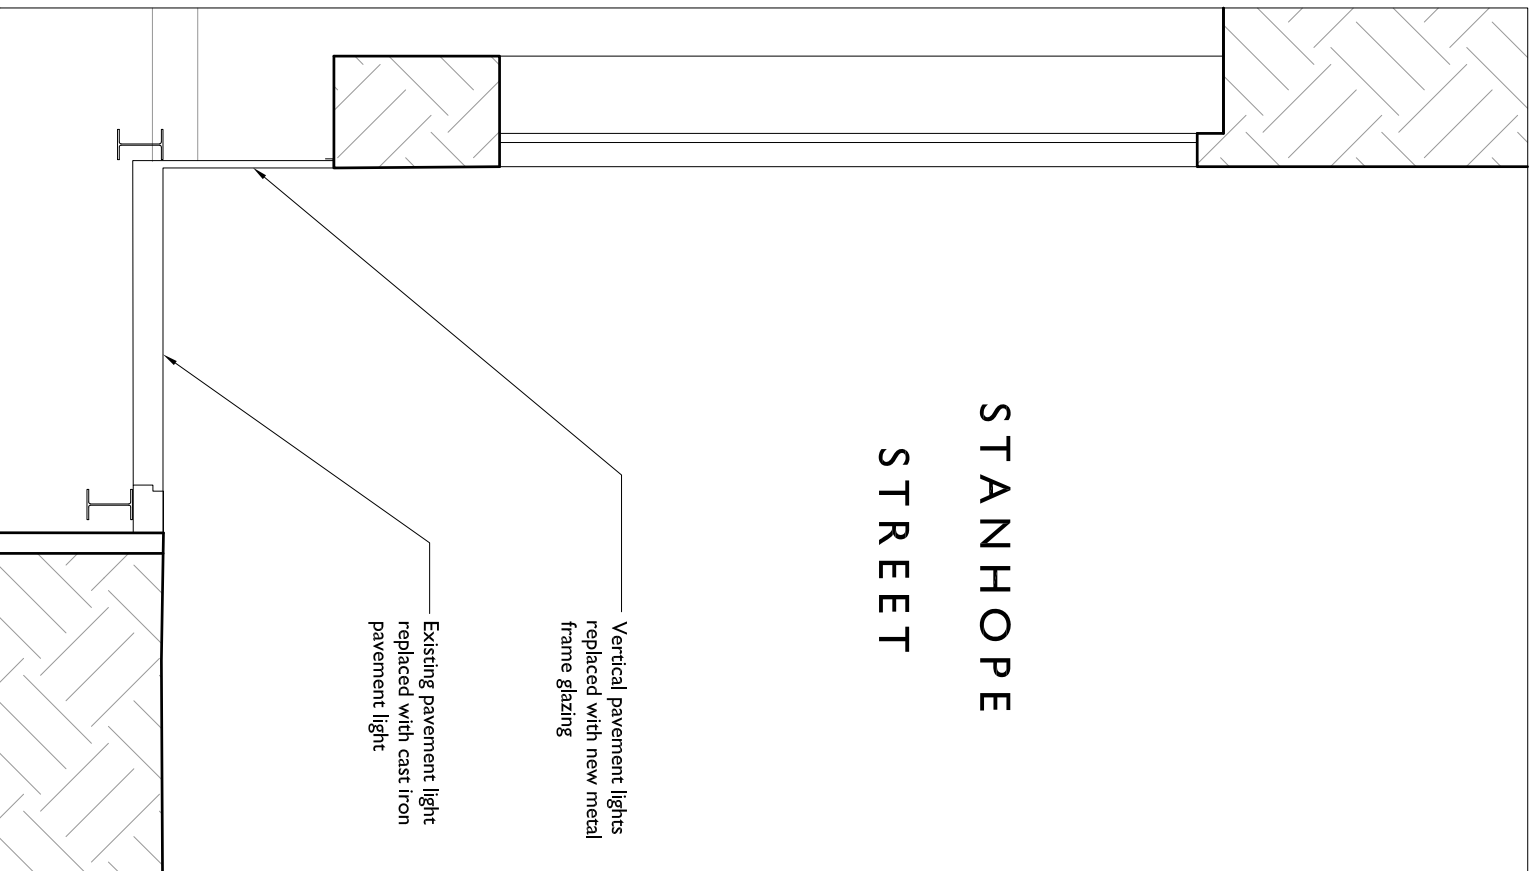 STANHOPE
STREET
Vertical pavement lights
replaced with new metal
frame glazing
Existing pavement light
replaced with cast iron
pavement light